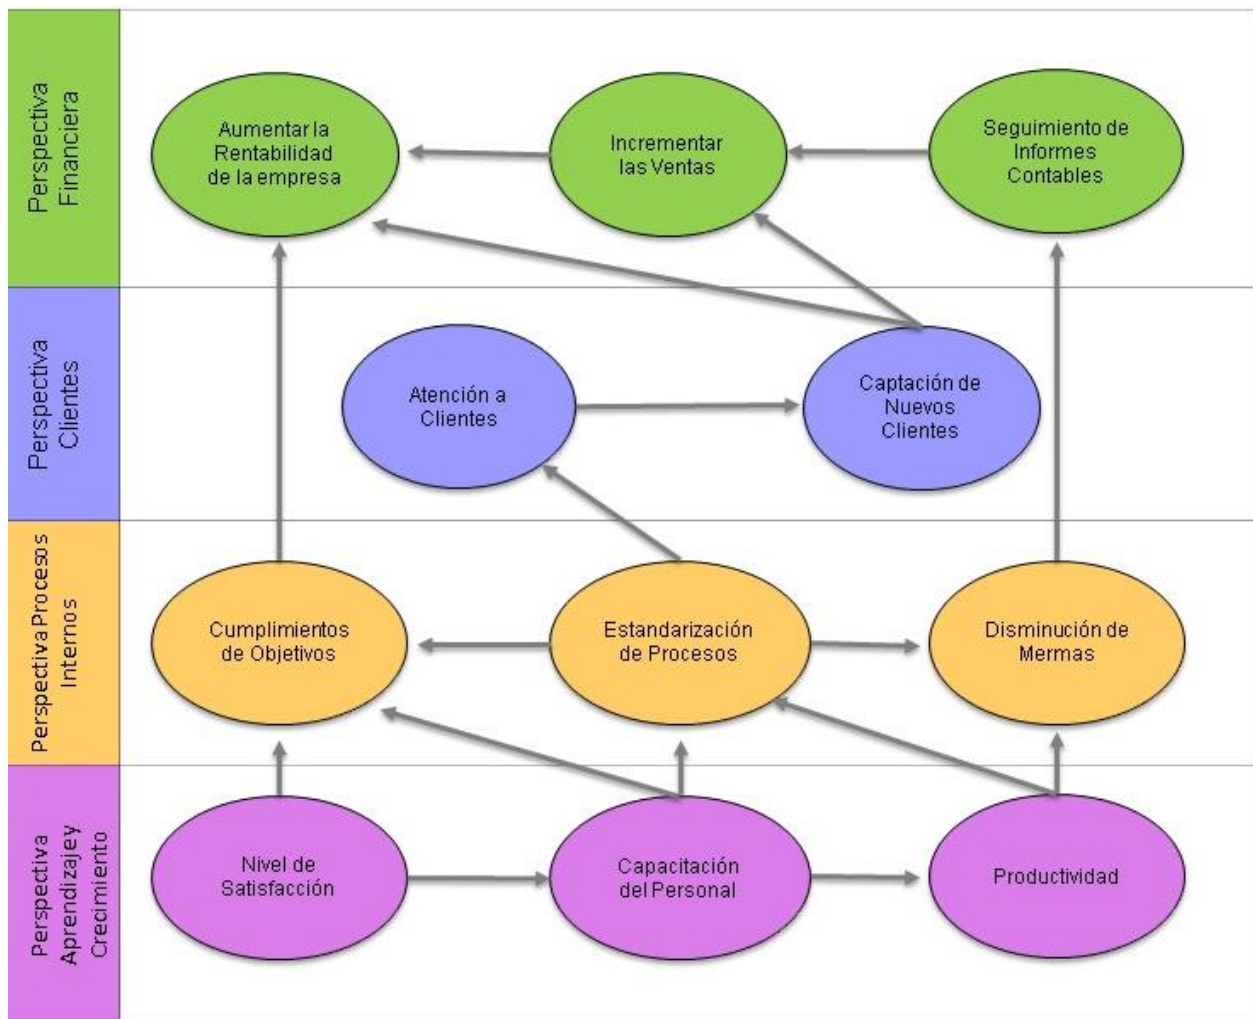 Perspectiva
Financiera
Aumentar la
Rentabilidad
de la empresa
Incrementar
las Ventas
Seguimiento de
Informes
Contables
Perspectiva
Clientes
Atención a
Clientes
Captación de
Nuevos
Clientes
Perspectiva Procesos
Internos
Cumplimientos
de Objetivos
Estandarización
de Procesos
Disminución de
Mermas
Perspectiva
Aprendizaje y
Crecimiento
Nivel de
Satisfacción
Capacitación
del Personal
Productividad